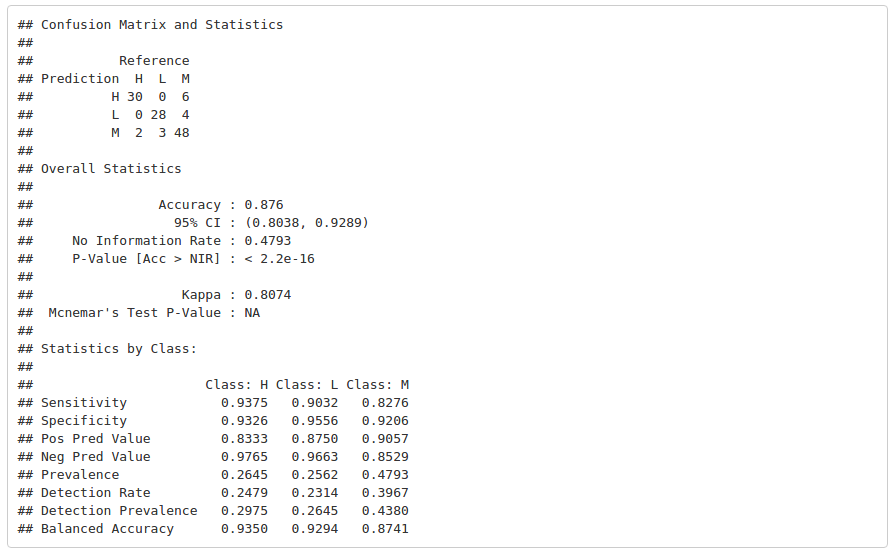 ## Confusion Matrix and Statistics
##
##           Reference
## Prediction  H  L  M
##          H 30  0  6
##          L  0 28  4
##          M  2  3 48
##
## Overall Statistics
##
##                Accuracy : 0.876
##                  95% CI : (0.8038, 0.9289)
##     No Information Rate : 0.4793
##     P-Value [Acc > NIR] : < 2.2e-16
##
##                   Kappa : 0.8074
##  Mcnemar's Test P-Value : NA
##
## Statistics by Class:
##
##                      Class: H Class: L Class: M
## Sensitivity            0.9375   0.9032   0.8276
## Specificity            0.9326   0.9556   0.9206
## Pos Pred Value         0.8333   0.8750   0.9057
## Neg Pred Value         0.9765   0.9663   0.8529
## Prevalence             0.2645   0.2562   0.4793
## Detection Rate         0.2479   0.2314   0.3967
## Detection Prevalence   0.2975   0.2645   0.4380
## Balanced Accuracy      0.9350   0.9294   0.8741